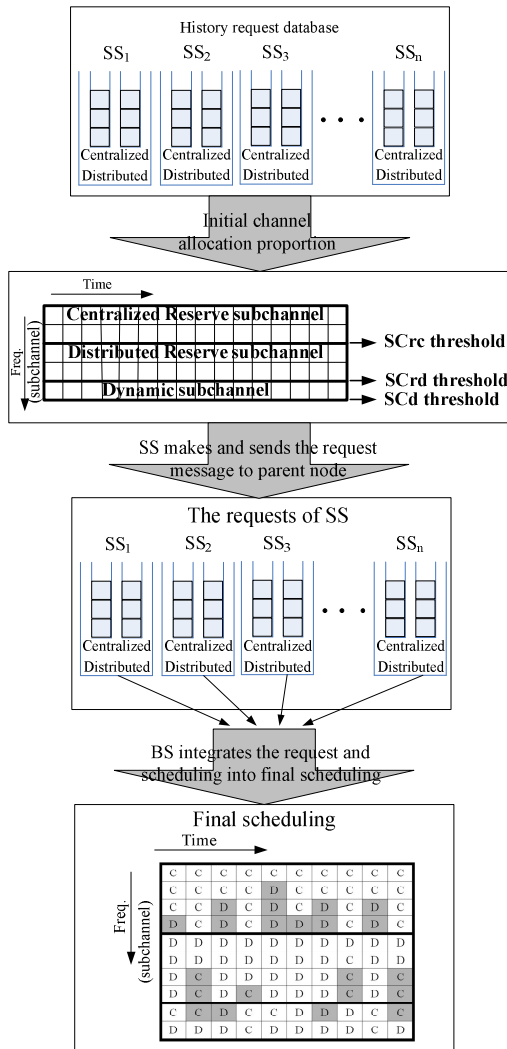 History request database
SS1 SS2 SS3 SSn
Centralized Centralized Centralized . . . Centralized
Distributed Distributed Distributed Distributed
Initial channel
allocation proportion
Time
Freq.
(subchannel)
Centralized Reserve subchannel
SCrc threshold
Distributed Reserve subchannel
SCrd threshold
Dynamic subchannel
SCd threshold
SS makes and sends the request
message to parent node
The requests of SS
SS1 SS2 SS3 SSn
Centralized Centralized Centralized . . . Centralized
Distributed Distributed Distributed Distributed
BS integrates the request and
scheduling into final scheduling
Final scheduling
Time
Freq.
(subchannel)
C C C C C C C C C C
C C C C D C C C C C
C C D C D C D C D C
D C D C D D D C D C
D D D D D D D D D D
D D D D D D D C D D
D C D D D D D C D C
D C D C D D D C D C